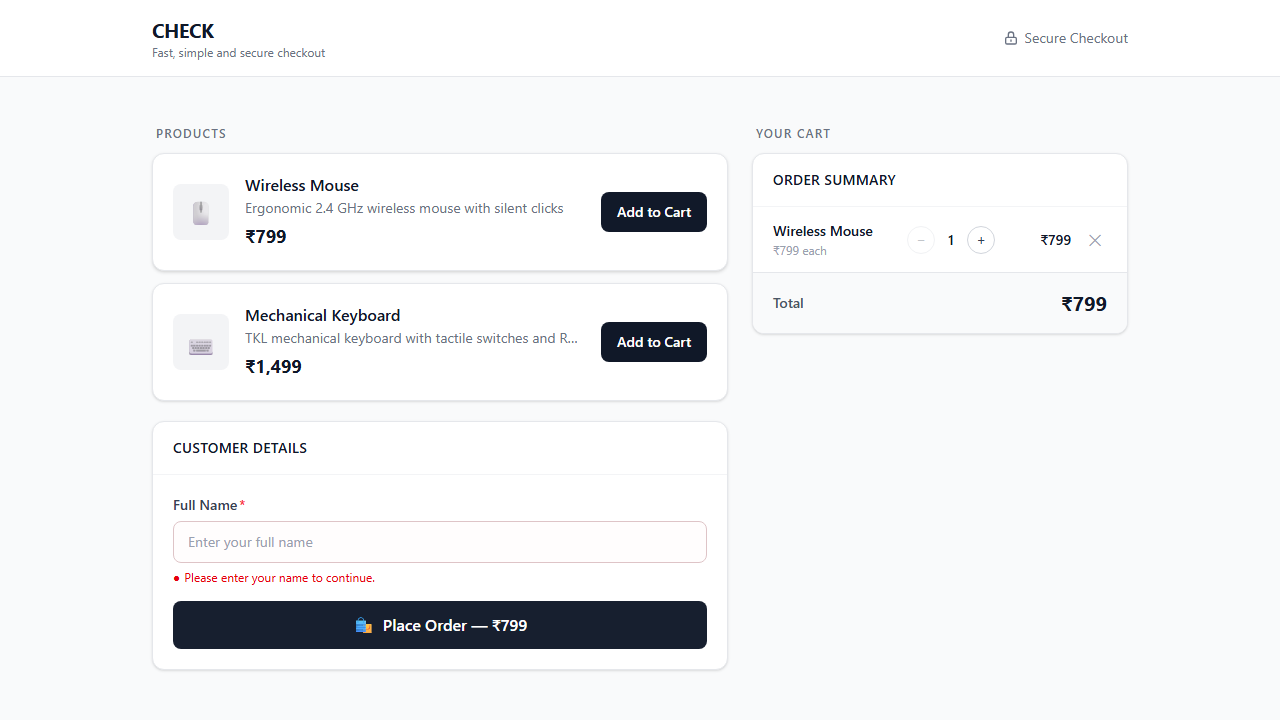 CHECK
Fast, simple and secure checkout
Secure Checkout
PRODUCTS
Wireless Mouse
Ergonomic 2.4 GHz wireless mouse with silent clicks
₹799
Add to Cart
Mechanical Keyboard
TKL mechanical keyboard with tactile switches and R...
₹1,499
Add to Cart
CUSTOMER DETAILS
Full Name*
Enter your full name
• Please enter your name to continue.
Place Order — ₹799
YOUR CART
ORDER SUMMARY
Wireless Mouse
₹799 each
− 1 + ₹799
Total ₹799